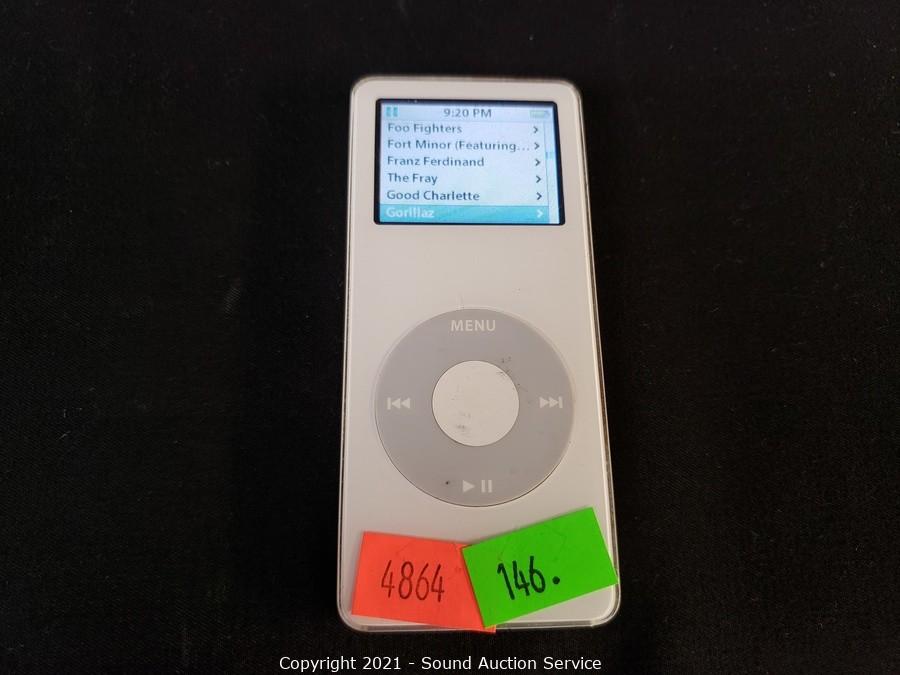 9:20 PM
Foo Fighters
Fort Minor (Featuring...
Franz Ferdinand
The Fray
Good Charlette
Gorillaz
MENU
4864
146.
Copyright 2021 - Sound Auction Service